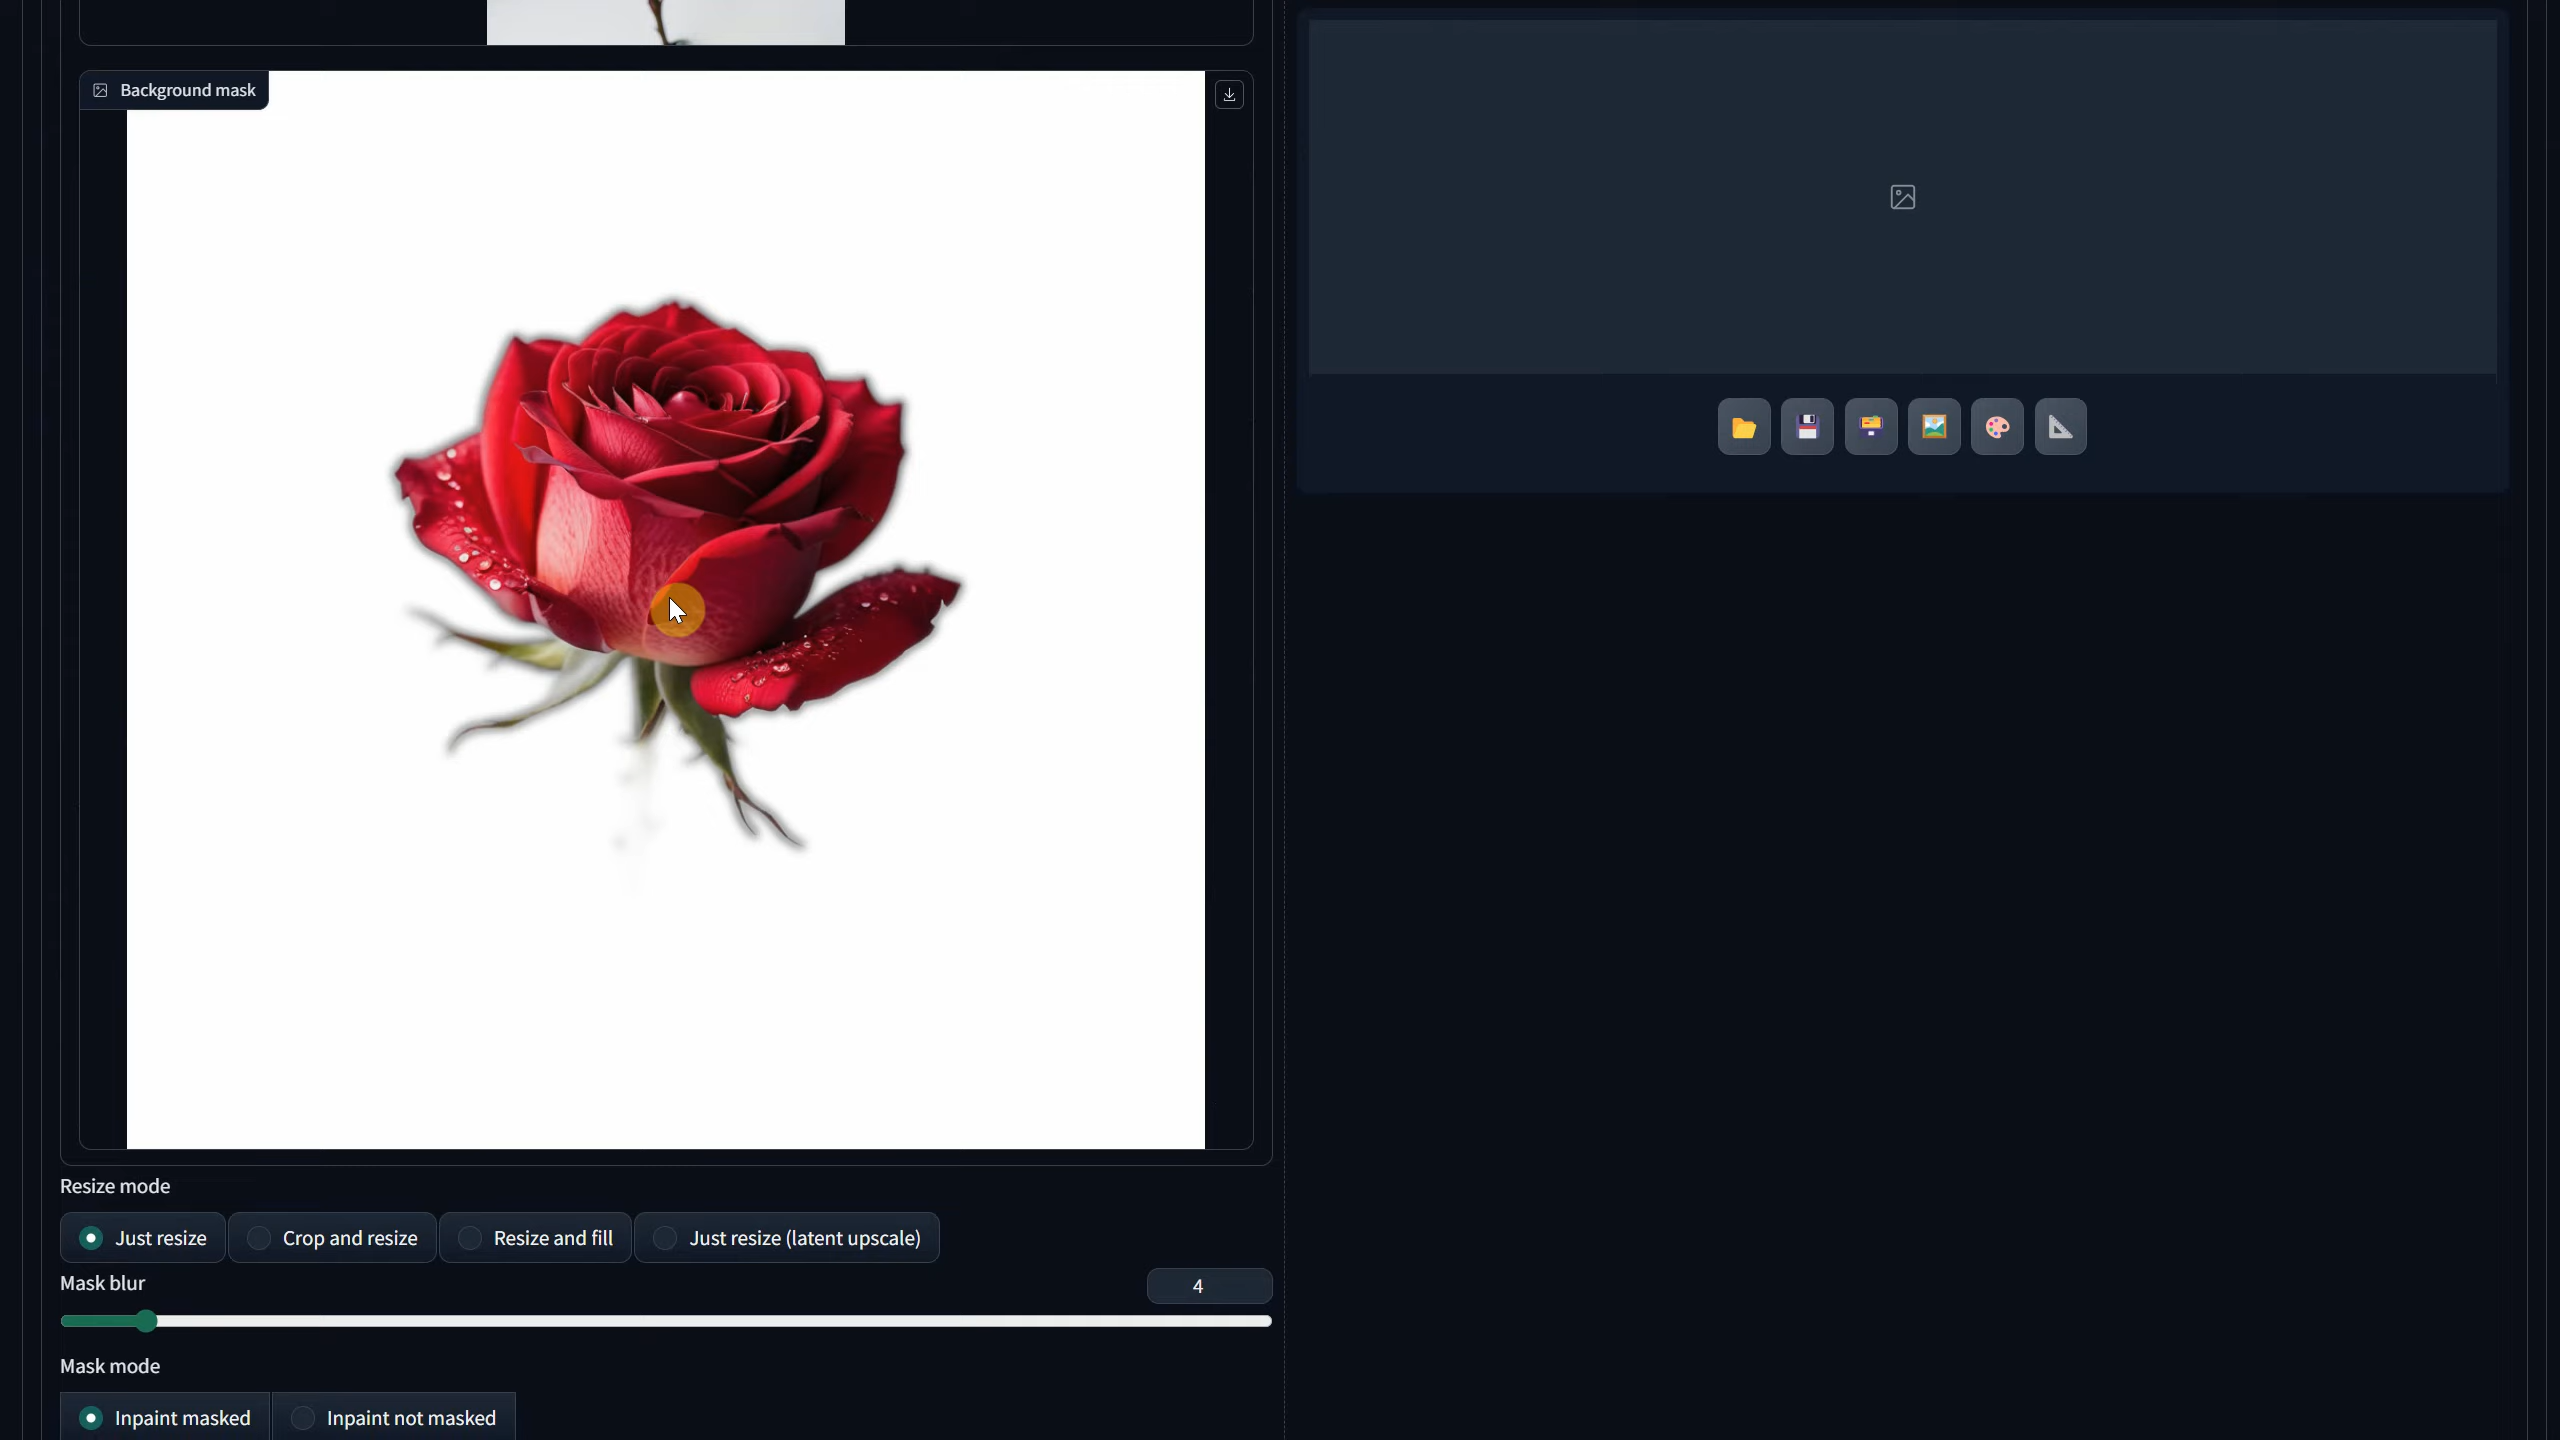 Background mask
Resize mode
Just resize
Crop and resize
Resize and fill
Just resize (latent upscale)
Mask blur
4
Mask mode
Inpaint masked
Inpaint not masked